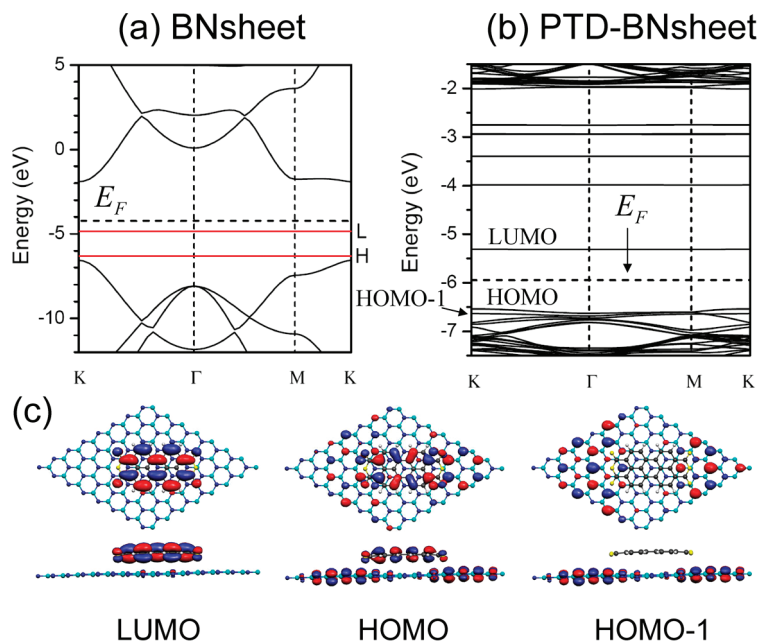 (a) BNsheet
(b) PTD-BNsheet
5
0
-5
-10
Energy (eV)
E_F
L
H
K Γ M K
-2
-3
-4
-5
-6
-7
Energy (eV)
LUMO
E_F
HOMO
HOMO-1
K Γ M K
(c)
LUMO HOMO HOMO-1